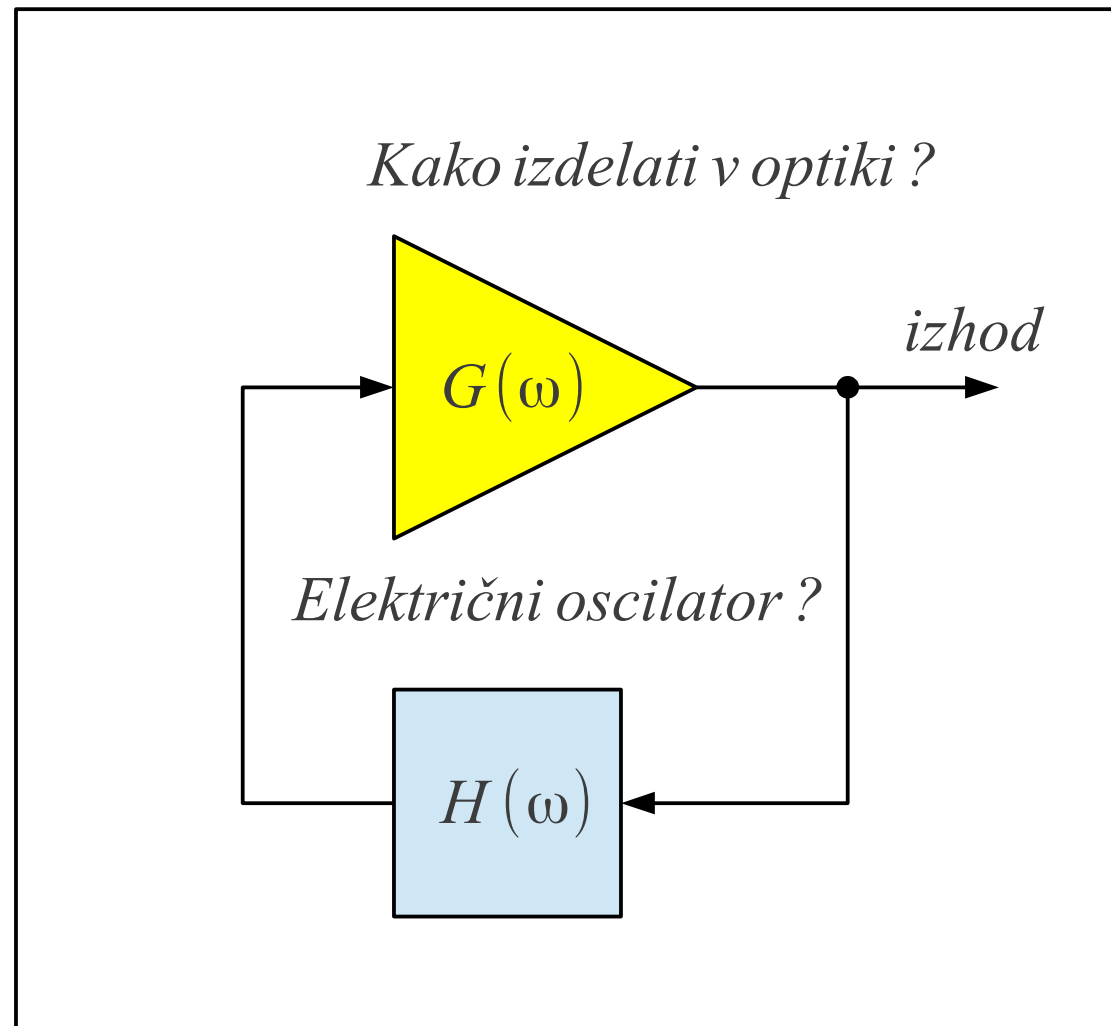 Kako izdelati v optiki ?
izhod
G(ω)
Električni oscilator ?
H(ω)